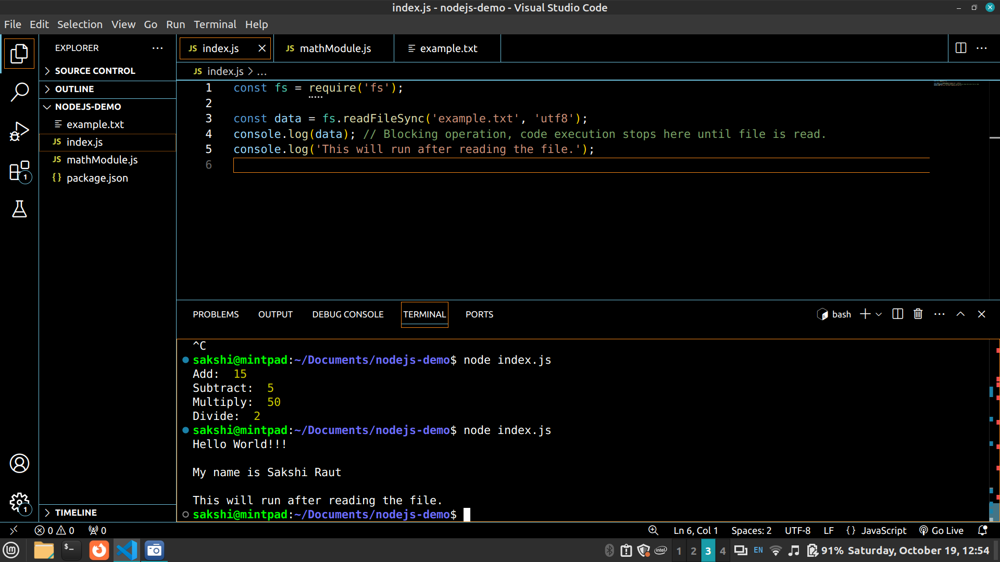 index.js - nodejs-demo - Visual Studio Code
File Edit Selection View Go Run Terminal Help
EXPLORER
SOURCE CONTROL
OUTLINE
NODEJS-DEMO
example.txt
JS index.js
JS mathModule.js
{} package.json
TIMELINE
JS index.js
JS mathModule.js
example.txt
JS index.js > ...
1 const fs = require('fs');
2
3 const data = fs.readFileSync('example.txt', 'utf8');
4 console.log(data); // Blocking operation, code execution stops here until file is read.
5 console.log('This will run after reading the file.');
6
PROBLEMS OUTPUT DEBUG CONSOLE TERMINAL PORTS
bash
^C
sakshi@mintpad:~/Documents/nodejs-demo$ node index.js
Add:  15
Subtract:  5
Multiply:  50
Divide:  2
sakshi@mintpad:~/Documents/nodejs-demo$ node index.js
Hello World!!!
My name is Sakshi Raut
This will run after reading the file.
sakshi@mintpad:~/Documents/nodejs-demo$
1
1
0 0 0
Ln 6, Col 1 Spaces: 2 UTF-8 LF {} JavaScript Go Live
$_ intel 1 2 3 4 EN 91% Saturday, October 19, 12:54